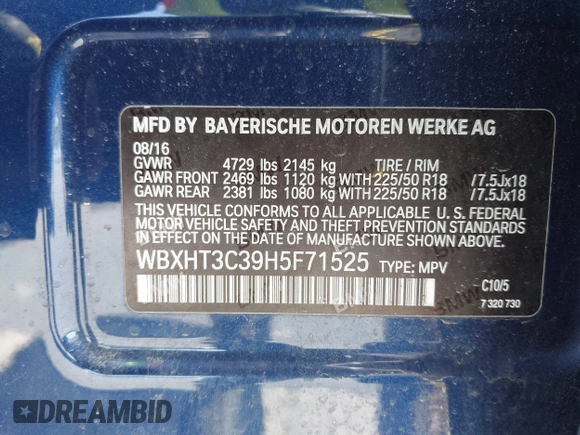 MFD BY BAYERISCHE MOTOREN WERKE AG
08/16
GVWR 4729 lbs 2145 kg TIRE / RIM
GAWR FRONT 2469 lbs 1120 kg WITH 225/50 R18 /7.5Jx18
GAWR REAR 2381 lbs 1080 kg WITH 225/50 R18 /7.5Jx18
THIS VEHICLE CONFORMS TO ALL APPLICABLE U. S. FEDERAL
MOTOR VEHICLE SAFETY AND THEFT PREVENTION STANDARDS
IN EFFECT ON THE DATE OF MANUFACTURE SHOWN ABOVE.
WBXHT3C39H5F71525 TYPE: MPV
C10/5
7 320 730
DREAMBID